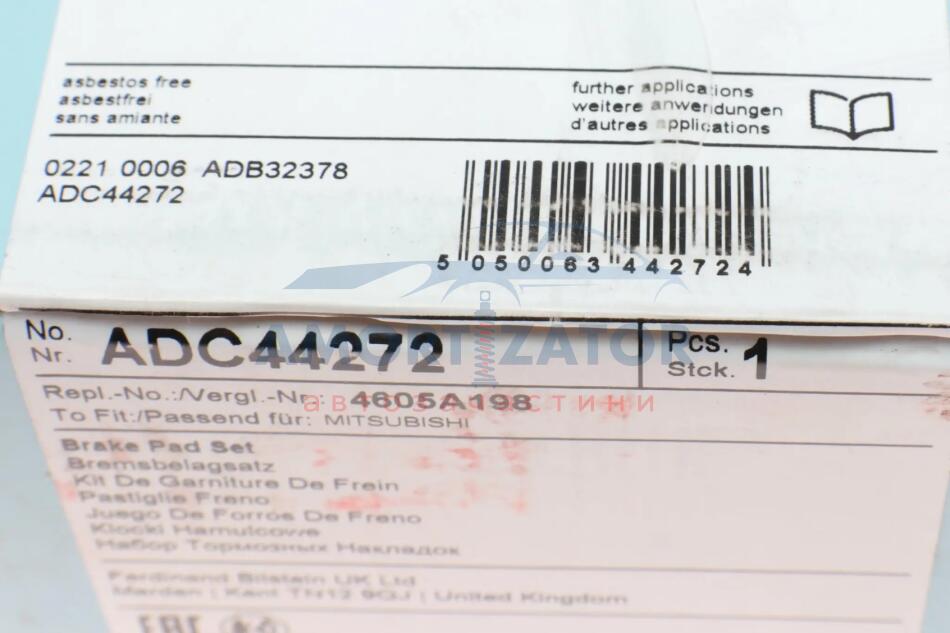 asbestos free
asbestfrei
sans amiante
further applications
weitere anwendungen
d'autres applications
0221 0006 ADB32378
ADC44272
5 050063 442724
AMORTIZATOR
автозапчастини
No.
Nr.
ADC44272
Pcs.
Stck.
1
Repl.-No.:/Vergl.-Nr.: 4605A198
To Fit:/Passend für: MITSUBISHI
Brake Pad Set
Bremsbelagsatz
Kit De Garniture De Frein
Pastiglie Freno
Juego De Forros De Freno
Klocki Hamulcowe
Набор Тормозных Накладок
Ferdinand Bilstein UK Ltd
Marden | Kent TN12 9GJ | United Kingdom
EAC